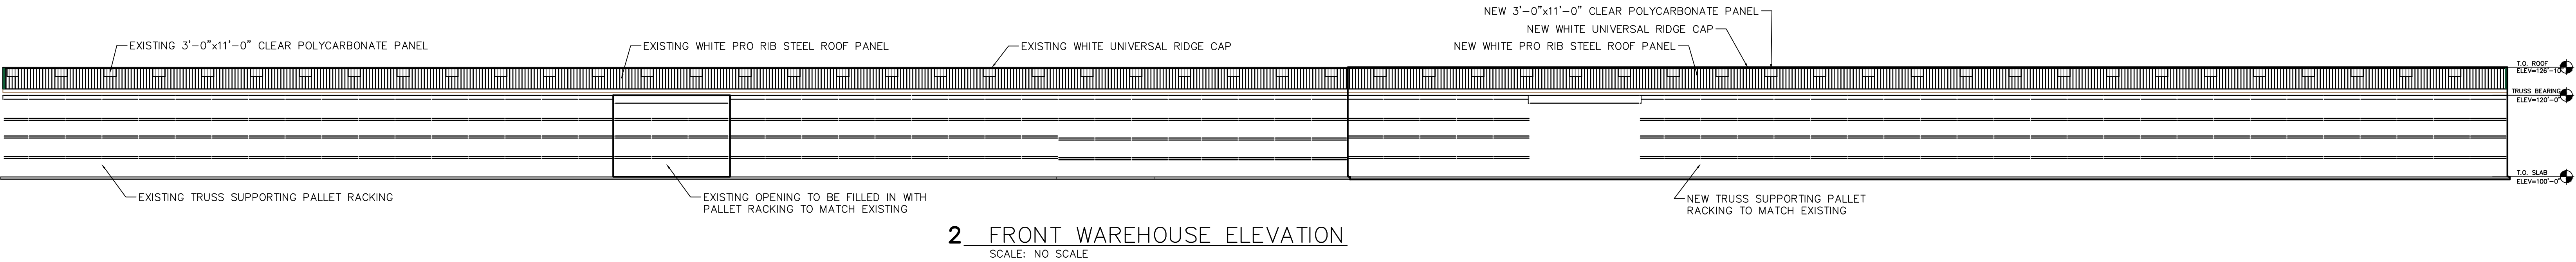 NEW 3'-0"x11'-0" CLEAR POLYCARBONATE PANEL
NEW WHITE UNIVERSAL RIDGE CAP
EXISTING 3'-0"x11'-0" CLEAR POLYCARBONATE PANEL
EXISTING WHITE PRO RIB STEEL ROOF PANEL
EXISTING WHITE UNIVERSAL RIDGE CAP
NEW WHITE PRO RIB STEEL ROOF PANEL
T.O. ROOF
ELEV=126'-10"
TRUSS BEARING
ELEV=120'-0"
T.O. SLAB
ELEV=100'-0"
EXISTING TRUSS SUPPORTING PALLET RACKING
EXISTING OPENING TO BE FILLED IN WITH
PALLET RACKING TO MATCH EXISTING
NEW TRUSS SUPPORTING PALLET
RACKING TO MATCH EXISTING
2 FRONT WAREHOUSE ELEVATION
SCALE: NO SCALE